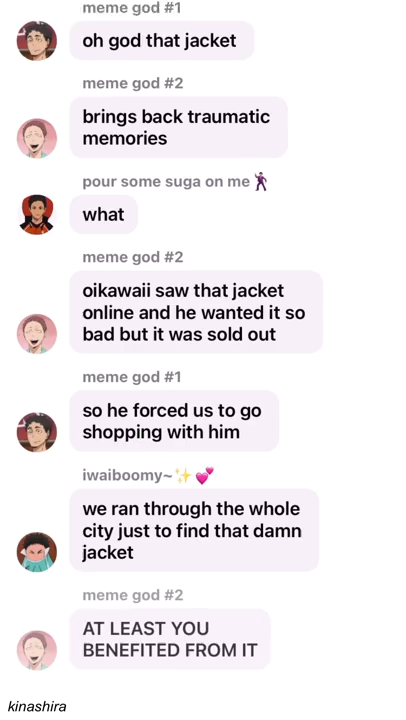 meme god #1
oh god that jacket
meme god #2
brings back traumatic
memories
pour some suga on me🕺
what
meme god #2
oikawaii saw that jacket
online and he wanted it so
bad but it was sold out
meme god #1
so he forced us to go
shopping with him
iwaiboomy~✨💕
we ran through the whole
city just to find that damn
jacket
meme god #2
AT LEAST YOU
BENEFITED FROM IT
kinashira